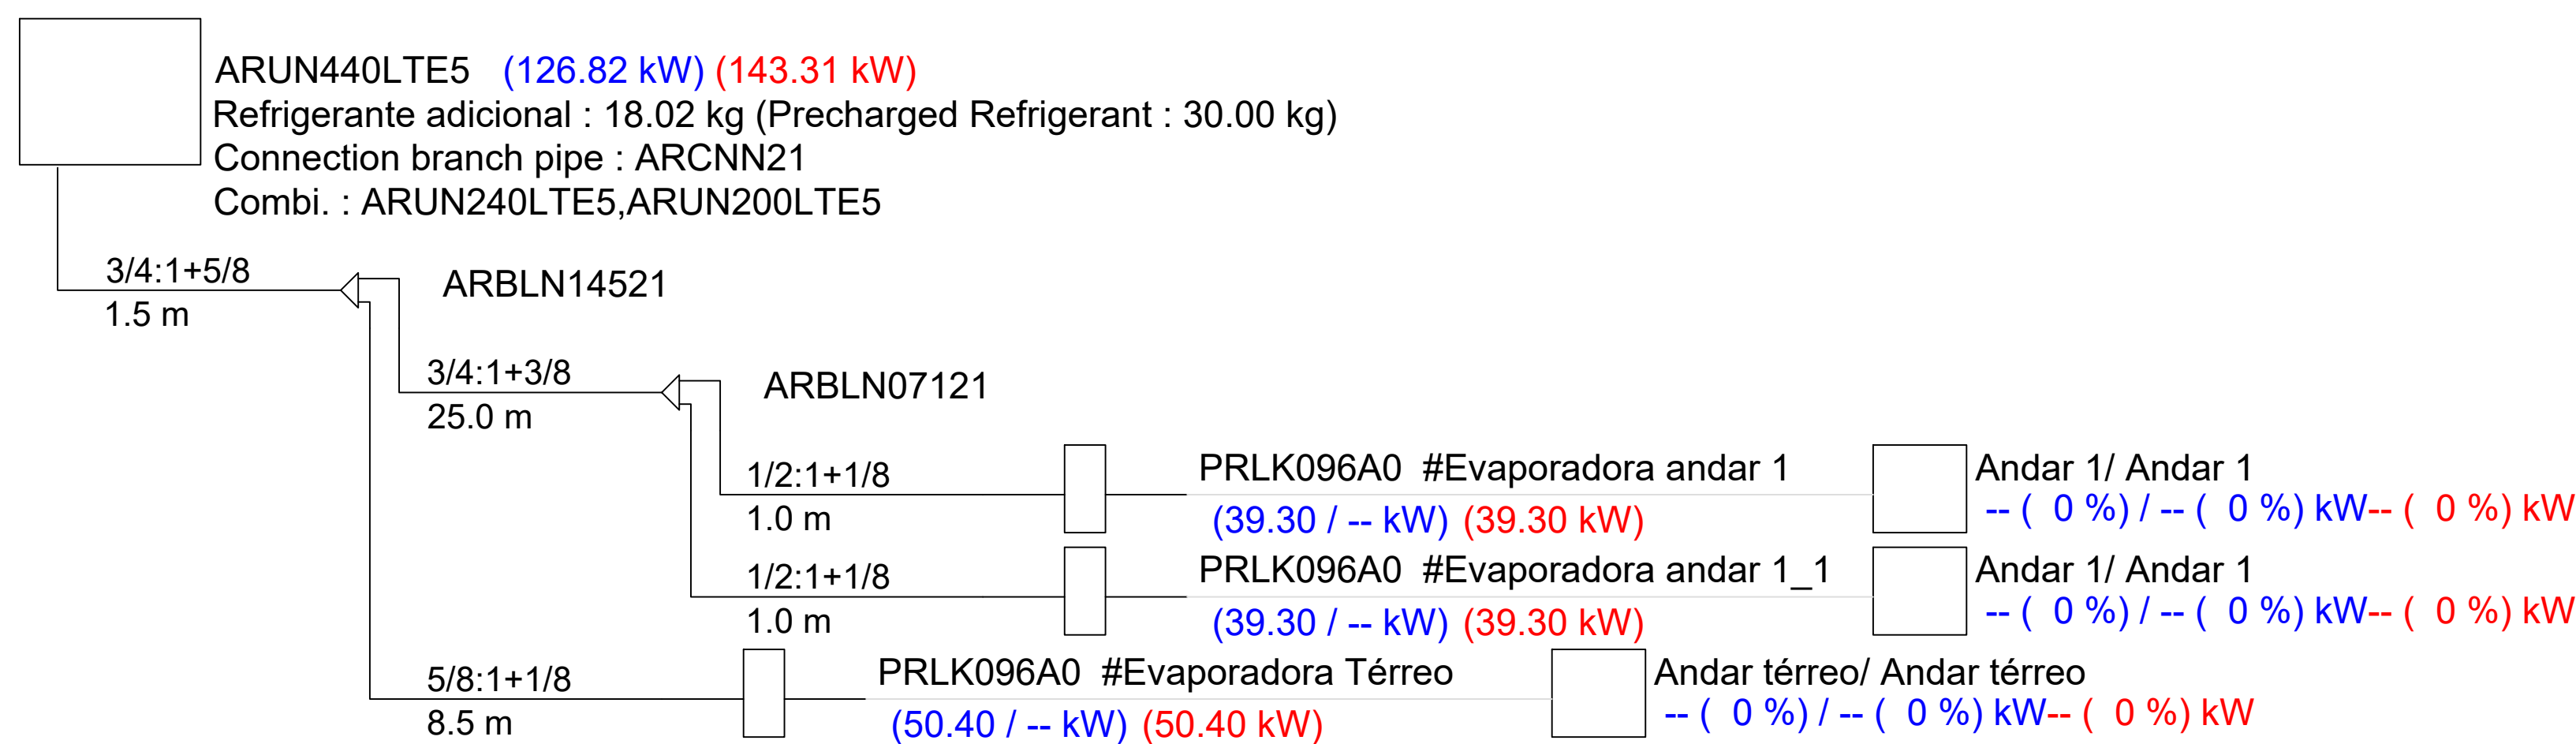 ARUN440LTE5 (126.82 kW) (143.31 kW)
Refrigerante adicional : 18.02 kg (Precharged Refrigerant : 30.00 kg)
Connection branch pipe : ARCNN21
Combi. : ARUN240LTE5,ARUN200LTE5
3/4:1+5/8
1.5 m
ARBLN14521
3/4:1+3/8
25.0 m
ARBLN07121
1/2:1+1/8
1.0 m
PRLK096A0 #Evaporadora andar 1
(39.30 / -- kW) (39.30 kW)
Andar 1/ Andar 1
-- ( 0 %) / -- ( 0 %) kW-- ( 0 %) kW
1/2:1+1/8
1.0 m
PRLK096A0 #Evaporadora andar 1_1
(39.30 / -- kW) (39.30 kW)
Andar 1/ Andar 1
-- ( 0 %) / -- ( 0 %) kW-- ( 0 %) kW
5/8:1+1/8
8.5 m
PRLK096A0 #Evaporadora Térreo
(50.40 / -- kW) (50.40 kW)
Andar térreo/ Andar térreo
-- ( 0 %) / -- ( 0 %) kW-- ( 0 %) kW